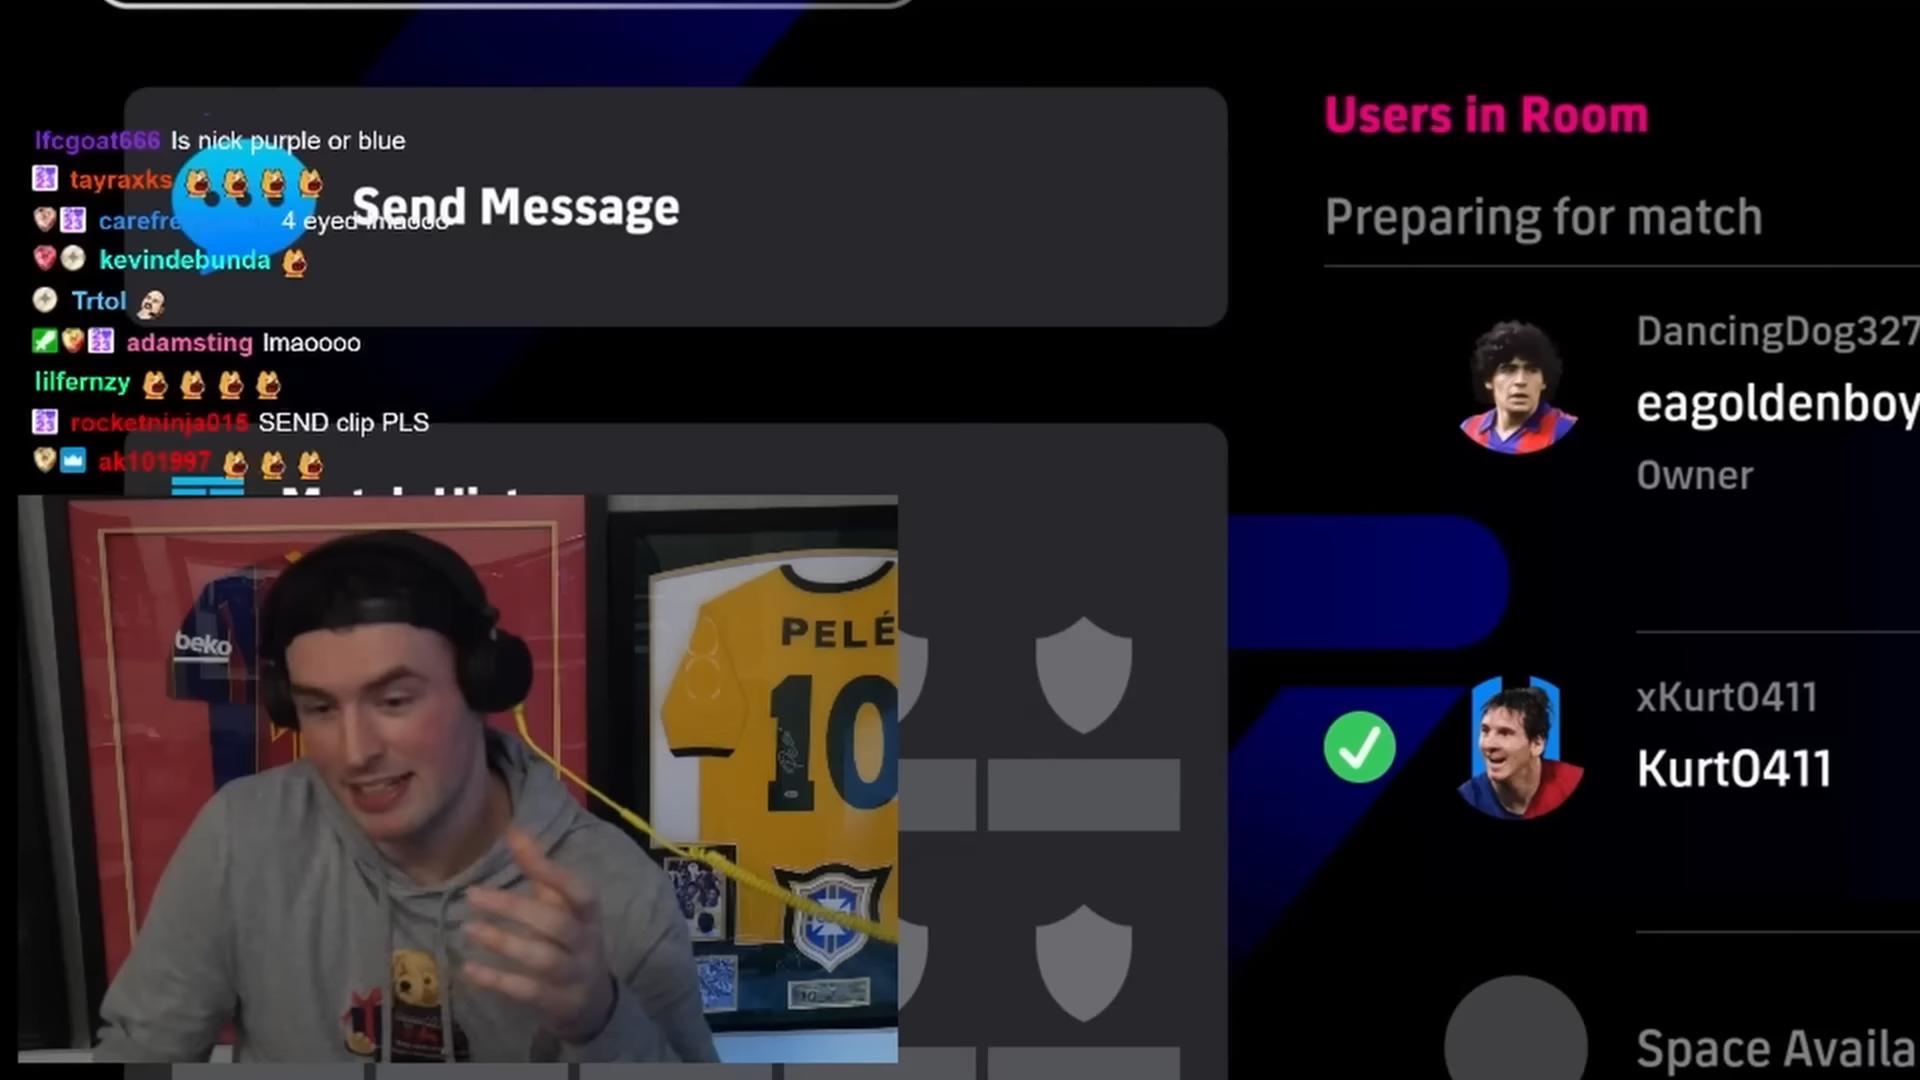 lfcgoat666 Is nick purple or blue
tayraxks
4 eyed lmaooo
kevindebunda
Trtol
adamsting lmaoooo
lilfernzy
rocketninja015 SEND clip PLS
ak101997
Send Message
beko
PELÉ
10
Users in Room
Preparing for match
DancingDog327
eagoldenboy
Owner
xKurt0411
Kurt0411
Space Availa